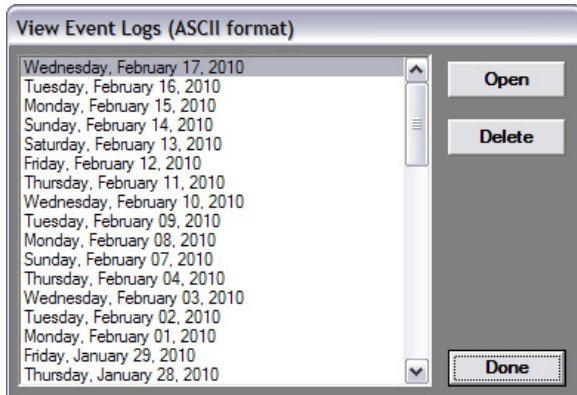 View Event Logs (ASCII format)
Wednesday, February 17, 2010
Tuesday, February 16, 2010
Monday, February 15, 2010
Sunday, February 14, 2010
Saturday, February 13, 2010
Friday, February 12, 2010
Thursday, February 11, 2010
Wednesday, February 10, 2010
Tuesday, February 09, 2010
Monday, February 08, 2010
Sunday, February 07, 2010
Thursday, February 04, 2010
Wednesday, February 03, 2010
Tuesday, February 02, 2010
Monday, February 01, 2010
Friday, January 29, 2010
Thursday, January 28, 2010
Open
Delete
Done